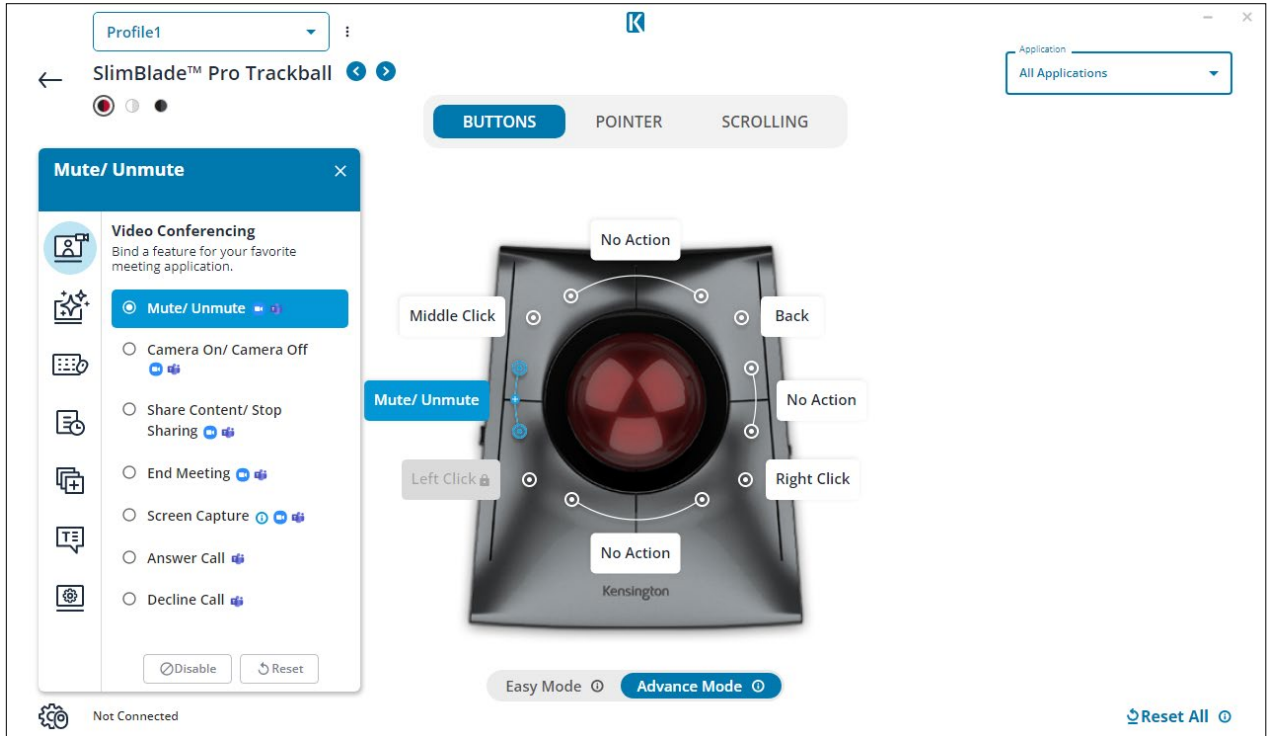 Profile1
SlimBlade™ Pro Trackball
Application
All Applications
BUTTONS
POINTER
SCROLLING
Mute/ Unmute
Video Conferencing
Bind a feature for your favorite
meeting application.
Mute/ Unmute
Camera On/ Camera Off
Share Content/ Stop
Sharing
End Meeting
Screen Capture
Answer Call
Decline Call
Disable
Reset
No Action
Middle Click
Back
Mute/ Unmute
No Action
Left Click
Right Click
No Action
Kensington
Easy Mode
Advance Mode
Not Connected
Reset All